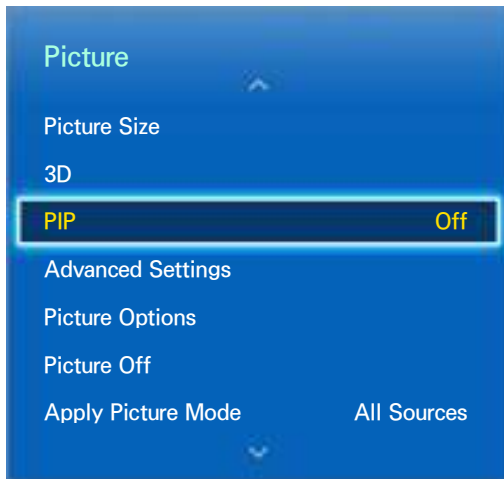 Picture
Picture Size
3D
PIP Off
Advanced Settings
Picture Options
Picture Off
Apply Picture Mode All Sources